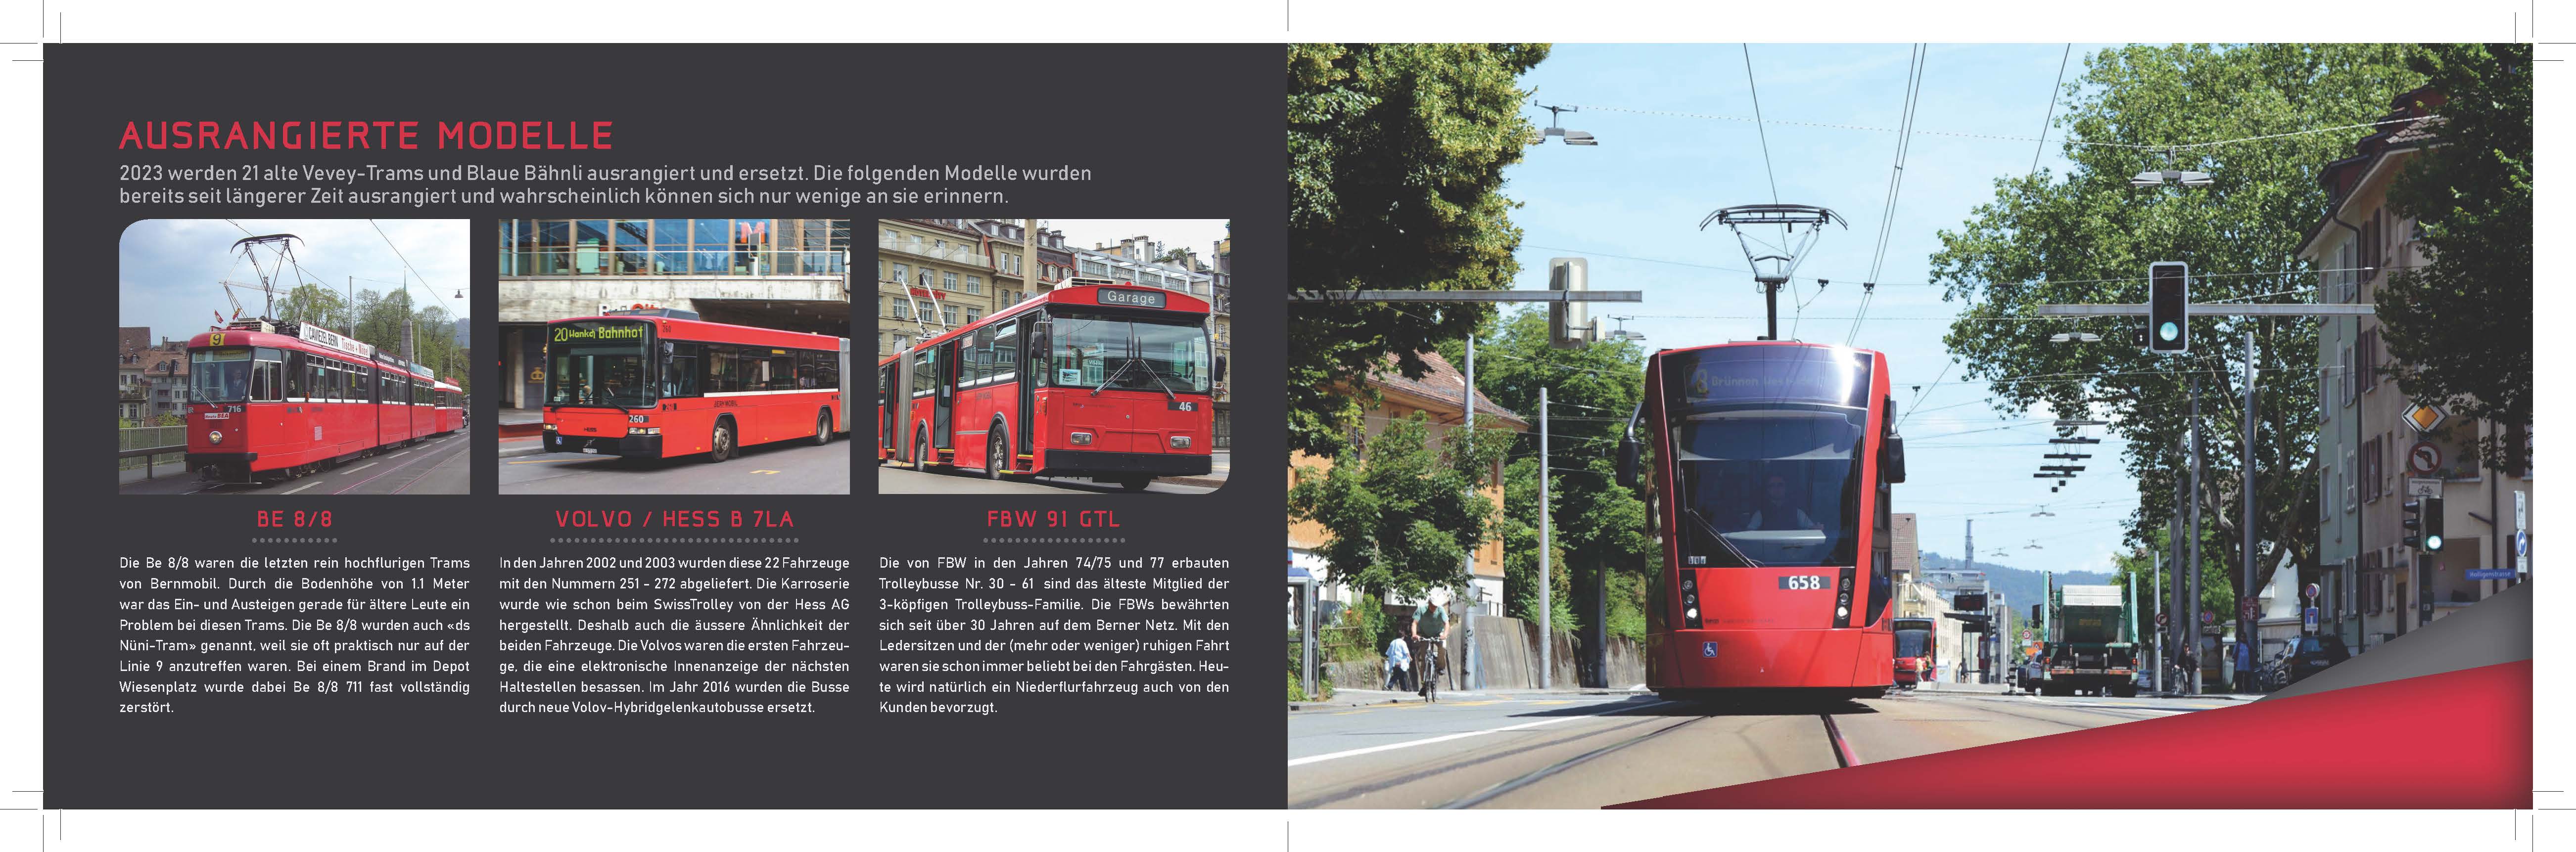 AUSRANGIERTE MODELLE
2023 werden 21 alte Vevey-Trams und Blaue Bähnli ausrangiert und ersetzt. Die folgenden Modelle wurden
bereits seit längerer Zeit ausrangiert und wahrscheinlich können sich nur wenige an sie erinnern.
9
716
20 Wankd. Bahnhof
260
HOTEL CITY
Garage
46
BE 8/8
Die Be 8/8 waren die letzten rein hochflurigen Trams
von Bernmobil. Durch die Bodenhöhe von 1.1 Meter
war das Ein- und Austeigen gerade für ältere Leute ein
Problem bei diesen Trams. Die Be 8/8 wurden auch «ds
Nüni-Tram» genannt, weil sie oft praktisch nur auf der
Linie 9 anzutreffen waren. Bei einem Brand im Depot
Wiesenplatz wurde dabei Be 8/8 711 fast vollständig
zerstört.
VOLVO / HESS B 7LA
In den Jahren 2002 und 2003 wurden diese 22 Fahrzeuge
mit den Nummern 251 - 272 abgeliefert. Die Karroserie
wurde wie schon beim SwissTrolley von der Hess AG
hergestellt. Deshalb auch die äussere Ähnlichkeit der
beiden Fahrzeuge. Die Volvos waren die ersten Fahrzeu-
ge, die eine elektronische Innenanzeige der nächsten
Haltestellen besassen. Im Jahr 2016 wurden die Busse
durch neue Volov-Hybridgelenkautobusse ersetzt.
FBW 91 GTL
Die von FBW in den Jahren 74/75 und 77 erbauten
Trolleybusse Nr. 30 - 61 sind das älteste Mitglied der
3-köpfigen Trolleybuss-Familie. Die FBWs bewährten
sich seit über 30 Jahren auf dem Berner Netz. Mit den
Ledersitzen und der (mehr oder weniger) ruhigen Fahrt
waren sie schon immer beliebt bei den Fahrgästen. Heu-
te wird natürlich ein Niederflurfahrzeug auch von den
Kunden bevorzugt.
8 Brünnen
658